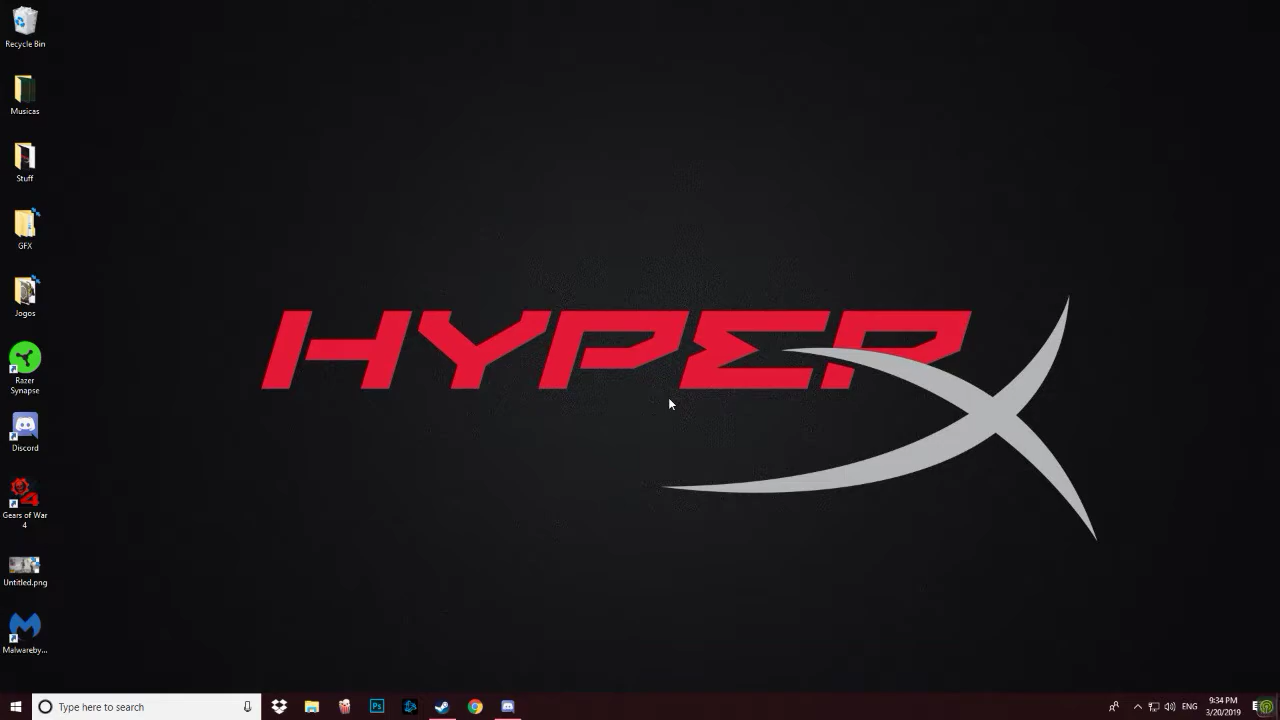 Recycle Bin
Musicas
Stuff
GFX
Jogos
Razer
Synapse
Discord
Gears of War
4
Untitled.png
Malwareby...
HYPERX
Type here to search
Ps
ENG
9:34 PM
3/20/2019